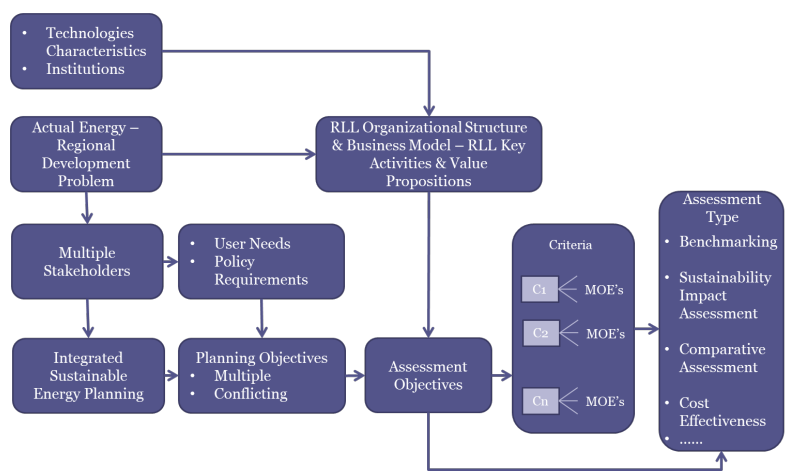 • Technologies
Characteristics
• Institutions
Actual Energy –
Regional
Development
Problem
RLL Organizational Structure
& Business Model – RLL Key
Activities & Value
Propositions
Multiple
Stakeholders
• User Needs
• Policy
Requirements
Integrated
Sustainable
Energy Planning
Planning Objectives
• Multiple
• Conflicting
Assessment
Objectives
Criteria
C1 MOE's
C2 MOE's
Cn MOE's
Assessment
Type
• Benchmarking
• Sustainability
Impact
Assessment
• Comparative
Assessment
• Cost
Effectiveness
• ......